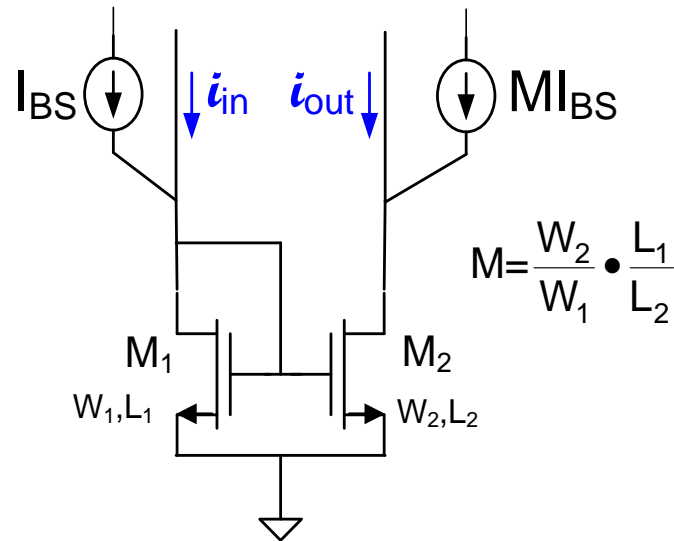 I_BS i_in i_out MI_BS
M = W_2/W_1 • L_1/L_2
M_1 M_2
W_1,L_1 W_2,L_2